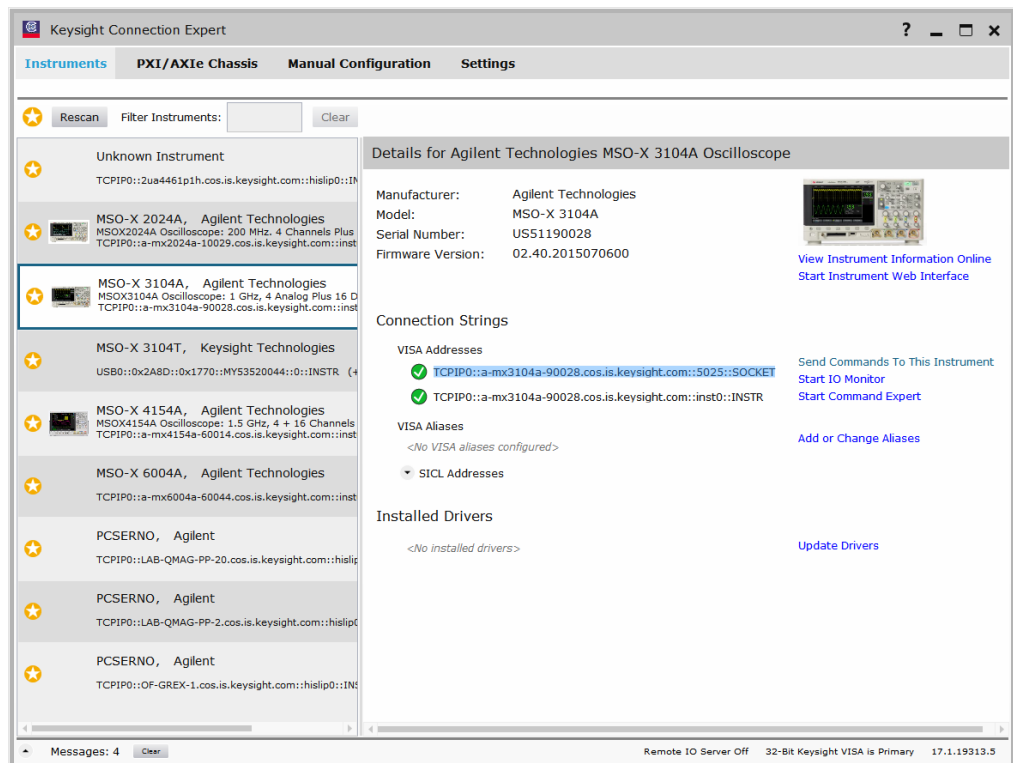 Keysight Connection Expert
?
Instruments PXI/AXIe Chassis Manual Configuration Settings
Rescan Filter Instruments: Clear
Unknown Instrument
TCPIP0::2ua4461p1h.cos.is.keysight.com::hislip0::IN
MSO-X 2024A, Agilent Technologies
MSOX2024A Oscilloscope: 200 MHz. 4 Channels Plus
TCPIP0::a-mx2024a-10029.cos.is.keysight.com::inst
MSO-X 3104A, Agilent Technologies
MSOX3104A Oscilloscope: 1 GHz, 4 Analog Plus 16 D
TCPIP0::a-mx3104a-90028.cos.is.keysight.com::inst
MSO-X 3104T, Keysight Technologies
USB0::0x2A8D::0x1770::MY53520044::0::INSTR (+
MSO-X 4154A, Agilent Technologies
MSOX4154A Oscilloscope: 1.5 GHz, 4 + 16 Channels
TCPIP0::a-mx4154a-60014.cos.is.keysight.com::inst
MSO-X 6004A, Agilent Technologies
TCPIP0::a-mx6004a-60044.cos.is.keysight.com::inst
PCSERNO, Agilent
TCPIP0::LAB-QMAG-PP-20.cos.is.keysight.com::hislip
PCSERNO, Agilent
TCPIP0::LAB-QMAG-PP-2.cos.is.keysight.com::hislip0
PCSERNO, Agilent
TCPIP0::OF-GREX-1.cos.is.keysight.com::hislip0::INS
Details for Agilent Technologies MSO-X 3104A Oscilloscope
Manufacturer: Agilent Technologies
Model: MSO-X 3104A
Serial Number: US51190028
Firmware Version: 02.40.2015070600
View Instrument Information Online
Start Instrument Web Interface
Connection Strings
VISA Addresses
TCPIP0::a-mx3104a-90028.cos.is.keysight.com::5025::SOCKET
TCPIP0::a-mx3104a-90028.cos.is.keysight.com::inst0::INSTR
Send Commands To This Instrument
Start IO Monitor
Start Command Expert
VISA Aliases
<No VISA aliases configured>
Add or Change Aliases
SICL Addresses
Installed Drivers
<No installed drivers>
Update Drivers
Messages: 4 Clear
Remote IO Server Off 32-Bit Keysight VISA is Primary 17.1.19313.5